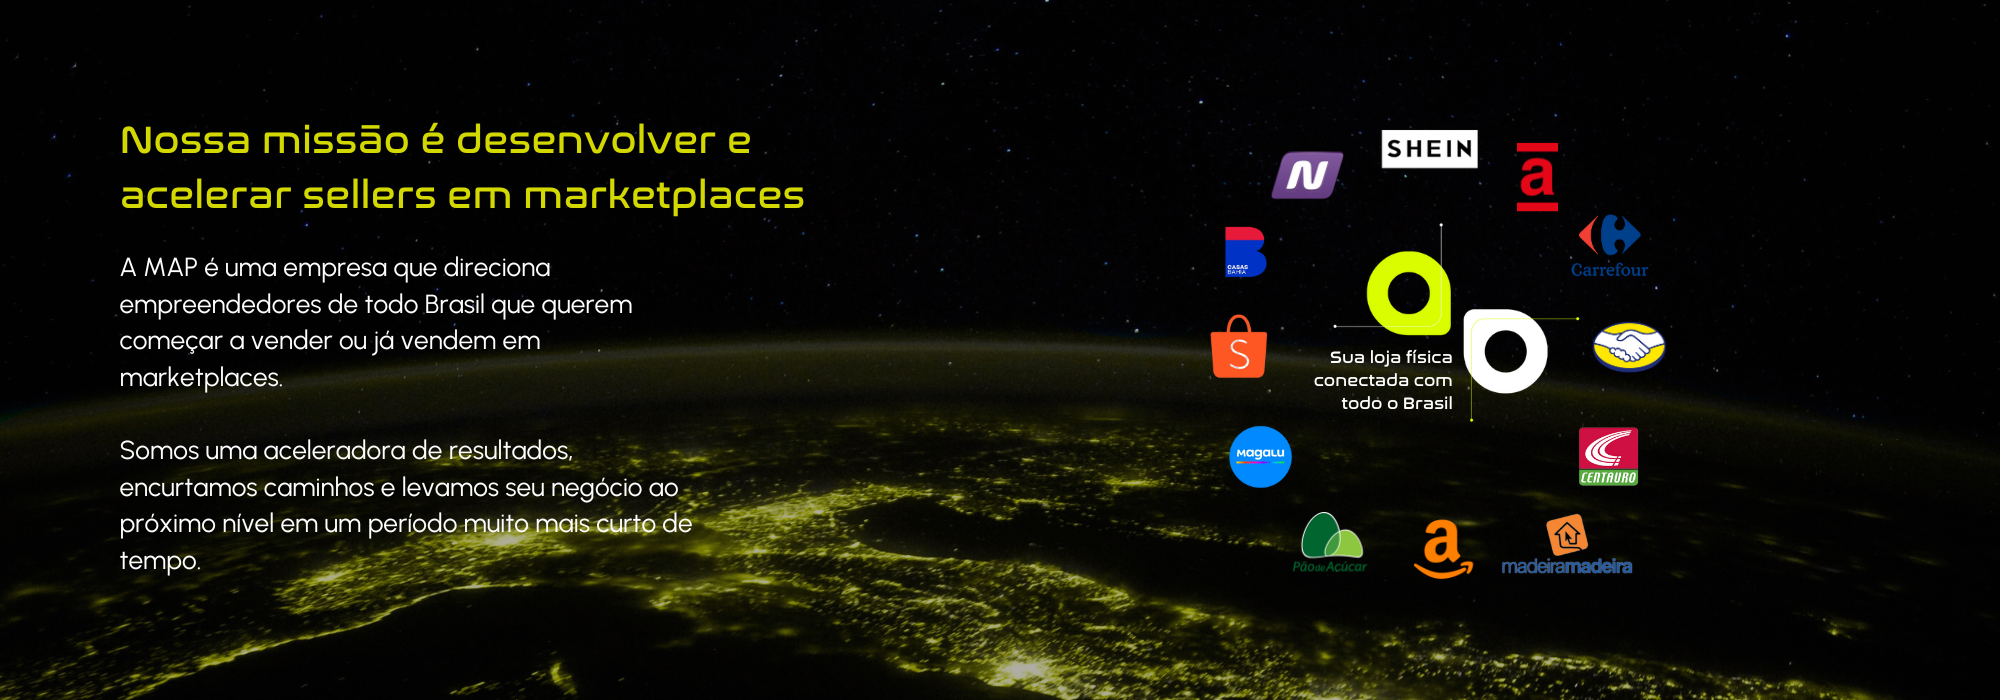 Nossa missão é desenvolver e
acelerar sellers em marketplaces
A MAP é uma empresa que direciona
empreendedores de todo Brasil que querem
começar a vender ou já vendem em
marketplaces.
Somos uma aceleradora de resultados,
encurtamos caminhos e levamos seu negócio ao
próximo nível em um período muito mais curto de
tempo.
N
SHEIN
a
CASAS
BAHIA
Carrefour
S
Sua loja física
conectada com
todo o Brasil
Magalu
CENTAURO
PãodeAçúcar
a
madeiramadeira